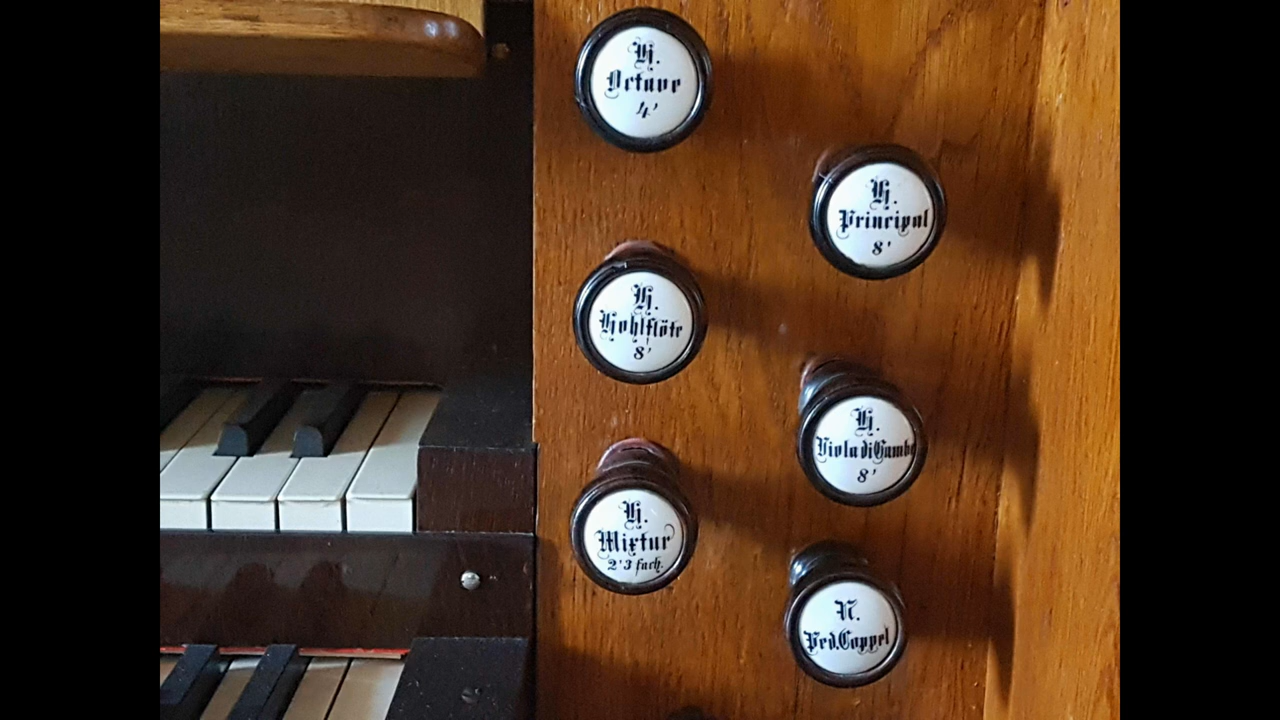 H.
Octave
4'
H.
Principal
8'
H.
Hohlflöte
8'
H.
Viola di Gamba
8'
H.
Mixtur
2'3 fach.
N.
Ped. Coppel